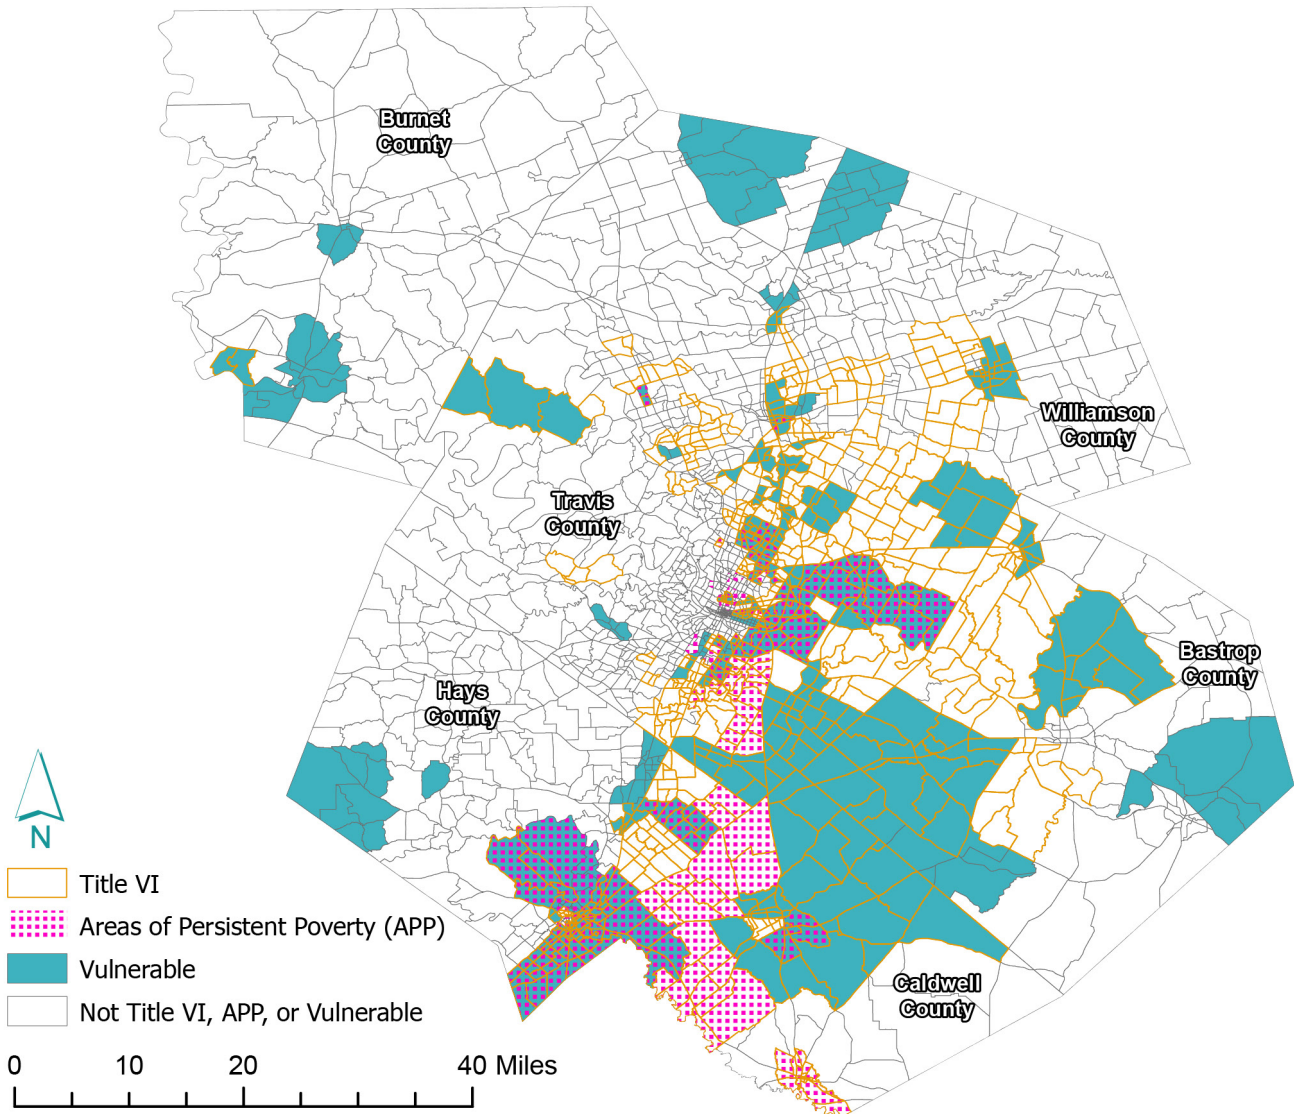 Burnet
County
Williamson
County
Travis
County
Bastrop
County
Hays
County
Caldwell
County
N
Title VI
Areas of Persistent Poverty (APP)
Vulnerable
Not Title VI, APP, or Vulnerable
0 10 20 40 Miles